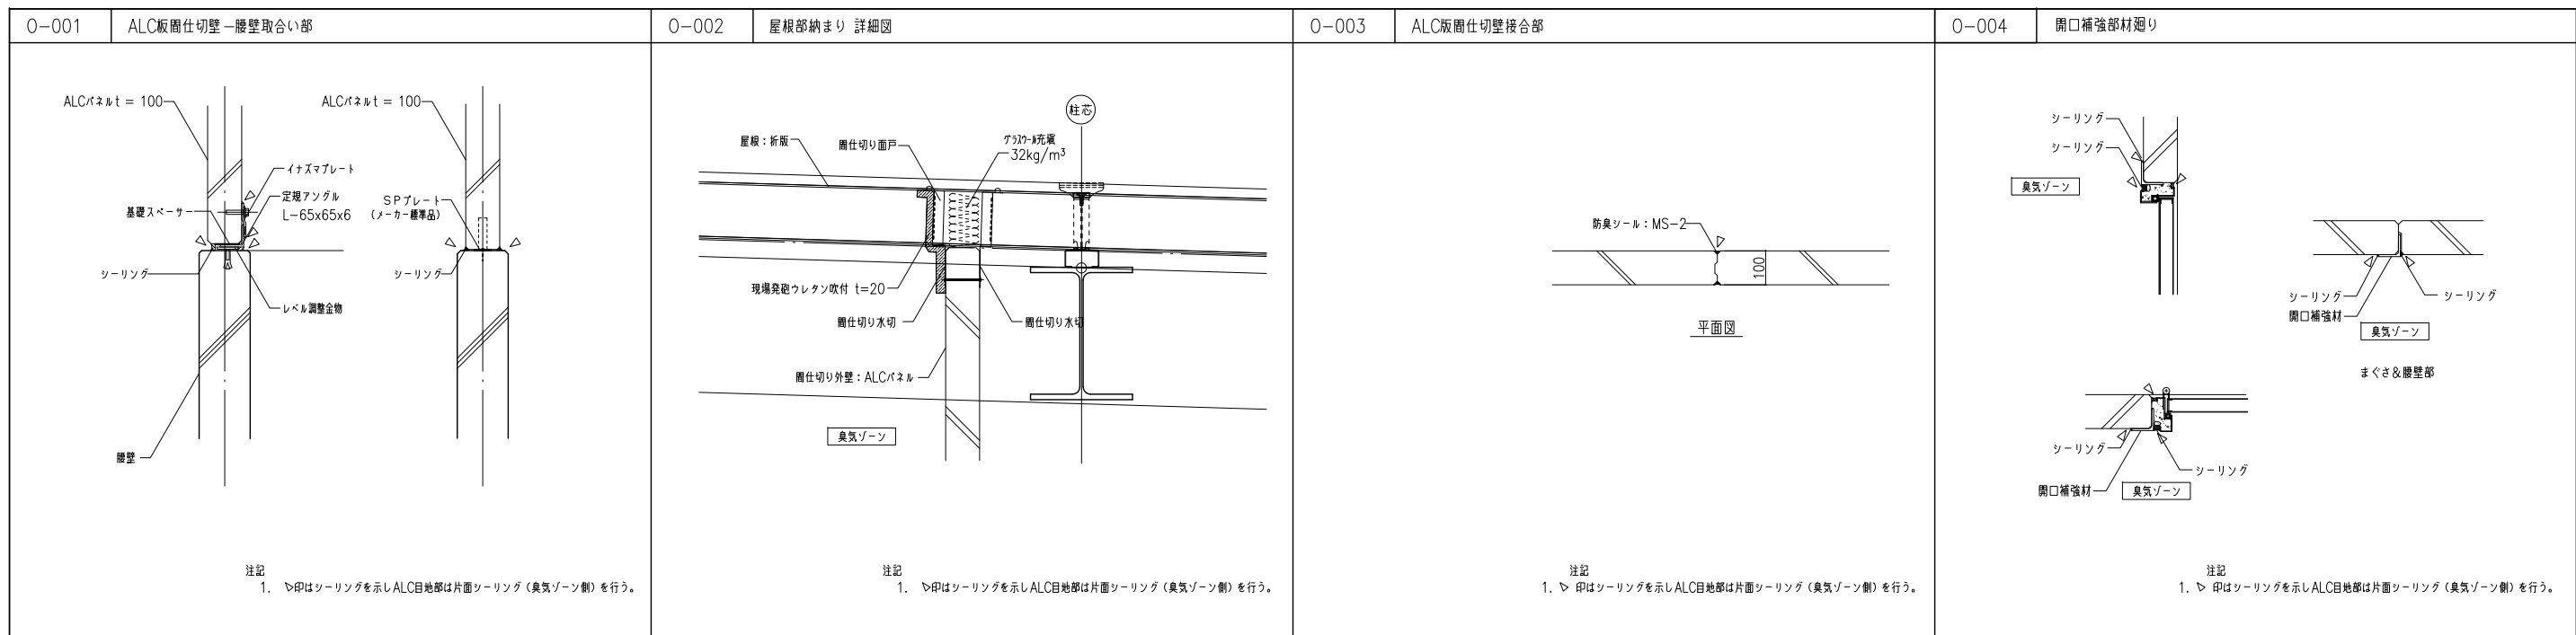 O-001
ALC板間仕切壁－腰壁取合い部
ALCパネルt = 100
ALCパネルt = 100
イナズマプレート
定規アングル
L-65x65x6
基礎スペーサー
SPプレート
(メーカー標準品)
シーリング
シーリング
レベル調整金物
腰壁
注記
1. ▷印はシーリングを示しALC目地部は片面シーリング（臭気ゾーン側）を行う。
O-002
屋根部納まり 詳細図
柱芯
屋根：折版
間仕切り面戸
グラスウール充填
32kg/m³
現場発砲ウレタン吹付 t=20
間仕切り水切
間仕切り水切
間仕切り外壁：ALCパネル
臭気ゾーン
注記
1. ▷印はシーリングを示しALC目地部は片面シーリング（臭気ゾーン側）を行う。
O-003
ALC版間仕切壁接合部
防臭シール：MS-2
100
平面図
注記
1. ▷ 印はシーリングを示しALC目地部は片面シーリング（臭気ゾーン側）を行う。
O-004
開口補強部材廻り
シーリング
シーリング
臭気ゾーン
シーリング
シーリング
開口補強材
臭気ゾーン
まぐさ&腰壁部
シーリング
シーリング
開口補強材
臭気ゾーン
注記
1. ▷ 印はシーリングを示しALC目地部は片面シーリング（臭気ゾーン側）を行う。